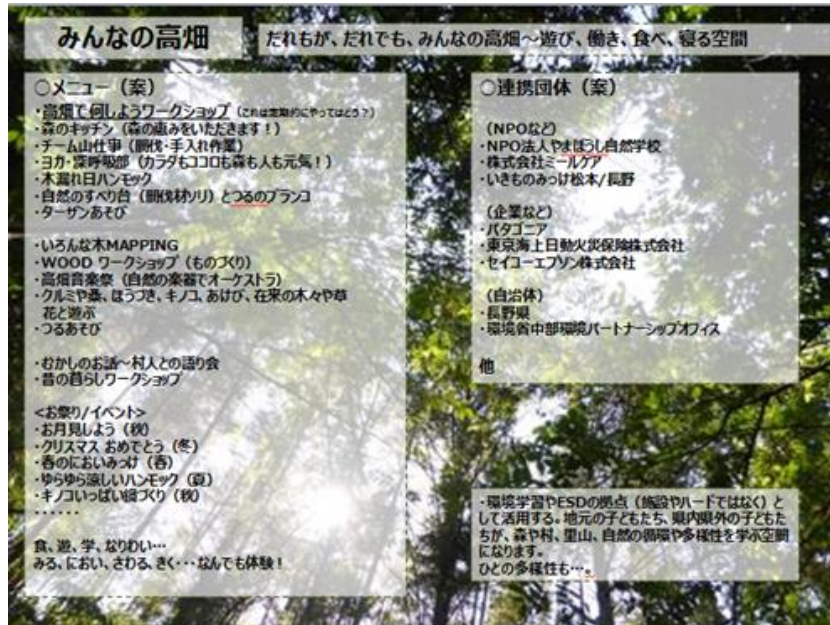 みんなの高畑
だれもが、だれでも、みんなの高畑~遊び、働き、食べ、寝る空間
○メニュー(案)
・高畑で何しようワークショップ(これは定期的にやってはどう?)
・森のキッチン(森の恵みをいただきます!)
・チーム山仕事(間伐・手入れ作業)
・ヨガ・深呼吸部(カラダもココロも森も人も元気!)
・木漏れ日ハンモック
・自然のすべり台(間伐材ソリ)とつるのブランコ
・ターザンあそび
・いろんな木MAPPING
・WOOD ワークショップ(ものづくり)
・高畑音楽祭(自然の楽器でオーケストラ)
・クルミや桑、ほうづき、キノコ、あけび、在来の木々や草
花と遊ぶ
・つるあそび
・むかしのお話~村人との語り会
・昔の暮らしワークショップ
<お祭り/イベント>
・お月見しよう(秋)
・クリスマス おめでとう(冬)
・春のにおいみっけ(春)
・ゆらゆら涼しいハンモック(夏)
・キノコいっぱい鍋づくり(秋)
・・・・・・
食、遊、学、なりわい…
みる、におい、さわる、きく・・・なんでも体験!
○連携団体(案)
(NPOなど)
・NPO法人やまぼうし自然学校
・株式会社ミールケア
・いきものみっけ松本/長野
(企業など)
・パタゴニア
・東京海上日動火災保険株式会社
・セイコーエプソン株式会社
(自治体)
・長野県
・環境省中部環境パートナーシップオフィス
他
・環境学習やESDの拠点(施設やハードではなく)と
して活用する。地元の子どもたち、県内県外の子どもた
ちが、森や村、里山、自然の循環や多様性を学ぶ空間
になります。
ひとの多様性も…。